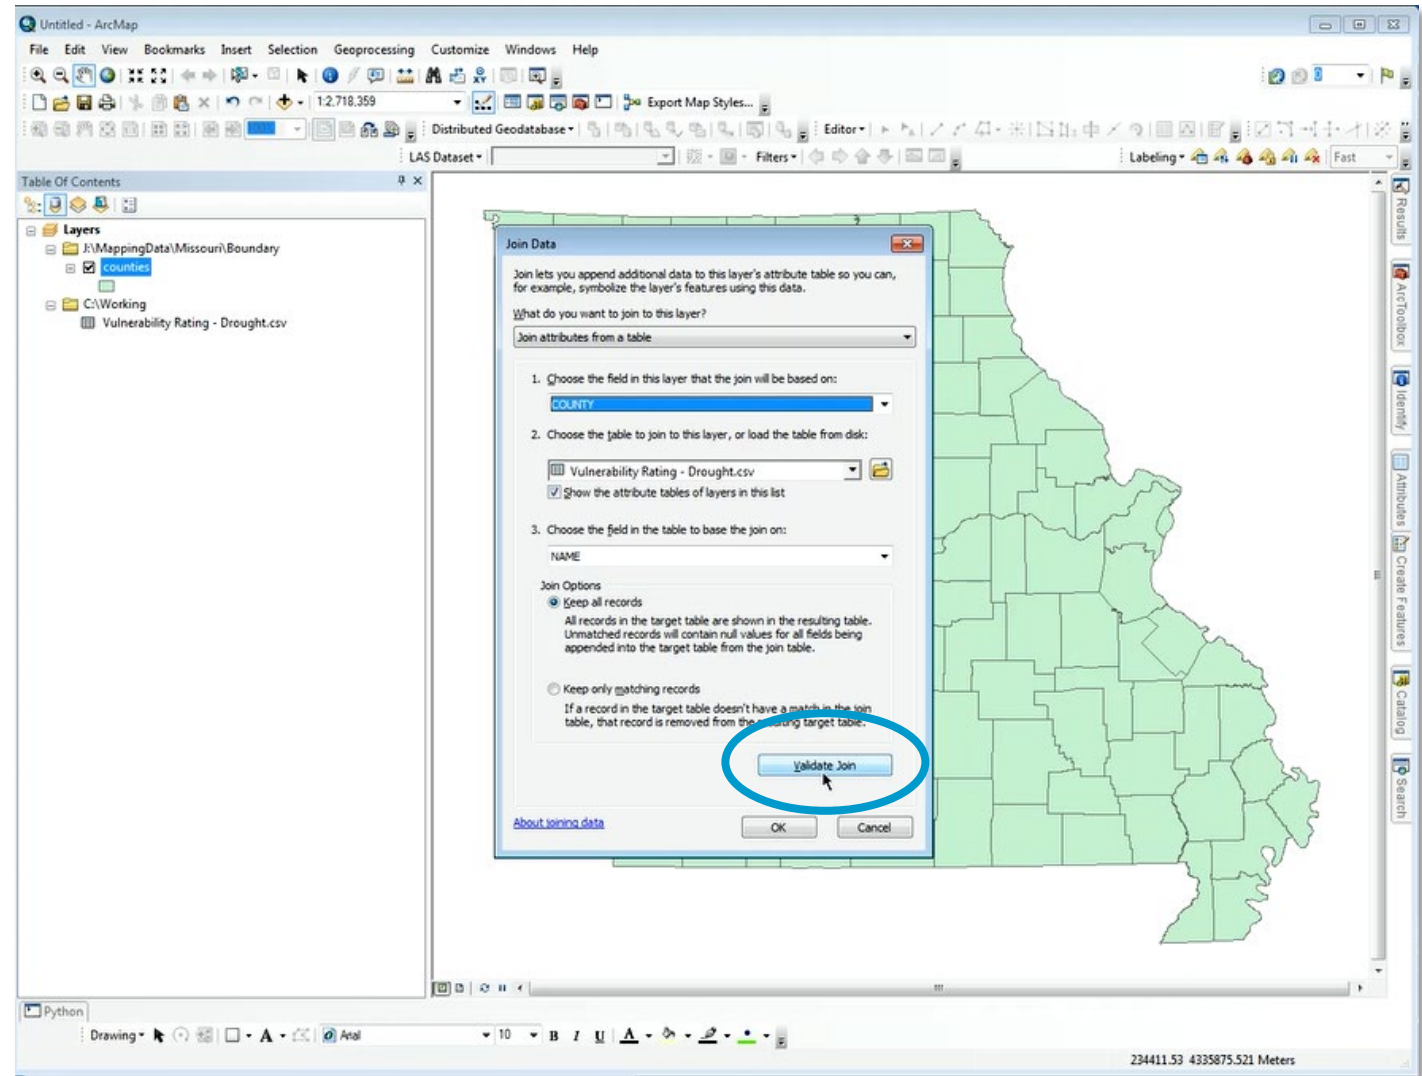 Untitled - ArcMap
File Edit View Bookmarks Insert Selection Geoprocessing Customize Windows Help
1:2,718,359
Export Map Styles...
Distributed Geodatabase
Editor
LAS Dataset
Filters
Labeling
Fast
Table Of Contents
Layers
J:\MappingData\Missouri\Boundary
counties
C:\Working
Vulnerability Rating - Drought.csv
Join Data
Join lets you append additional data to this layer's attribute table so you can,
for example, symbolize the layer's features using this data.
What do you want to join to this layer?
Join attributes from a table
1. Choose the field in this layer that the join will be based on:
COUNTY
2. Choose the table to join to this layer, or load the table from disk:
Vulnerability Rating - Drought.csv
Show the attribute tables of layers in this list
3. Choose the field in the table to base the join on:
NAME
Join Options
Keep all records
All records in the target table are shown in the resulting table.
Unmatched records will contain null values for all fields being
appended into the target table from the join table.
Keep only matching records
If a record in the target table doesn't have a match in the join
table, that record is removed from the resulting target table.
Validate Join
About joining data
OK
Cancel
Results
ArcToolbox
Identify
Attributes
Create Features
Catalog
Search
Python
Drawing
A
Arial
10
B I U A
234411.53 4335875.521 Meters